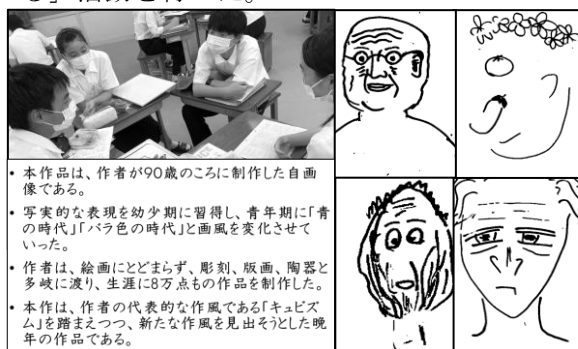 ・本作品は、作者が90歳のころに制作した自画
像である。
・写実的な表現を幼少期に習得し、青年期に「青
の時代」「バラ色の時代」と画風を変化させて
いった。
・作者は、絵画にとどまらず、彫刻、版画、陶器と
多岐に渡り、生涯に8万点もの作品を制作した。
・本作は、作者の代表的な作風である「キュビズ
ム」を踏まえつつ、新たな作風を見出そうとした晩
年の作品である。